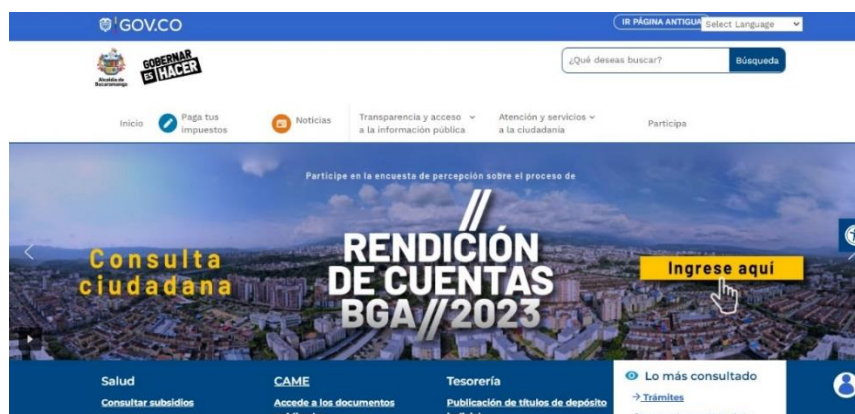 GOV.CO
IR PÁGINA ANTIGUA
Select Language
Alcaldía de
Bucaramanga
GOBERNAR
ES HACER
¿Qué deseas buscar?
Búsqueda
Inicio
Paga tus
impuestos
Noticias
Transparencia y acceso
a la información pública
Atención y servicios
a la ciudadanía
Participa
Participe en la encuesta de percepción sobre el proceso de
//
Consulta
ciudadana
RENDICIÓN
DE CUENTAS
BGA//2023
Ingrese aquí
Salud
Consultar subsidios
CAME
Accede a los documentos
Tesorería
Publicación de títulos de depósito
Lo más consultado
Trámites